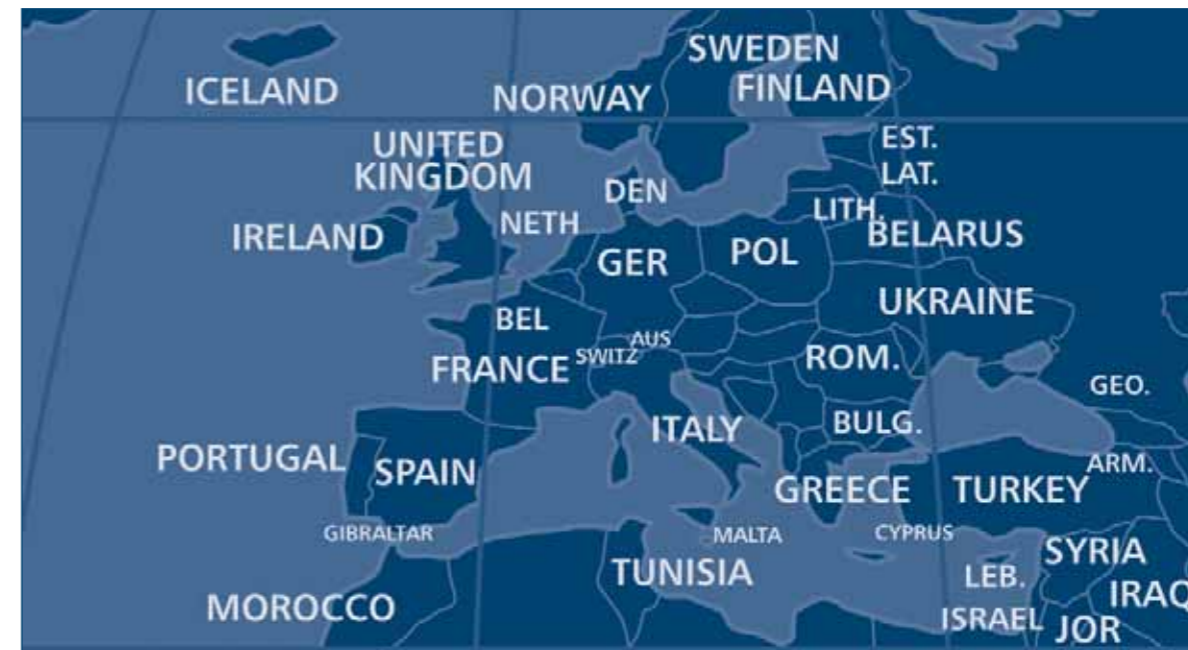 SWEDEN
ICELAND
NORWAY
FINLAND
UNITED
KINGDOM
EST.
LAT.
DEN
LITH.
IRELAND
NETH
BELARUS
GER
POL
UKRAINE
BEL
AUS
SWITZ
FRANCE
ROM.
GEO.
ITALY
BULG.
PORTUGAL
SPAIN
ARM.
GREECE
TURKEY
GIBRALTAR
MALTA
CYPRUS
SYRIA
TUNISIA
LEB.
MOROCCO
IRAQ
ISRAEL
JOR